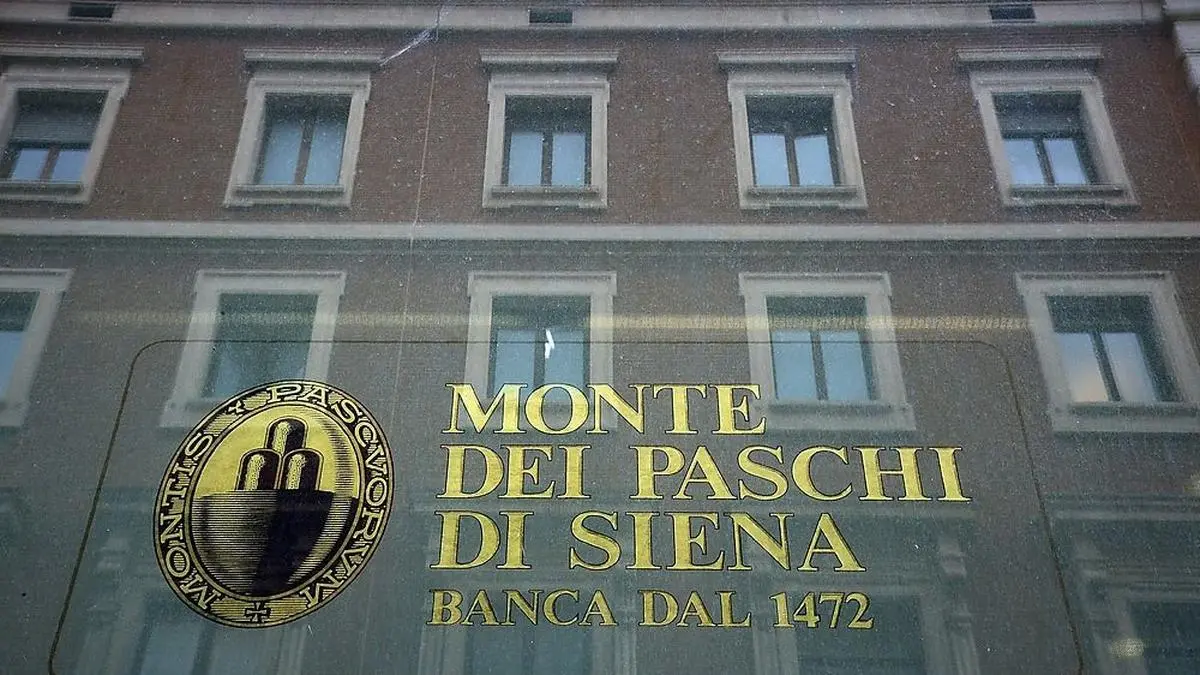 MONTIS PASCVORVM
MONTE
DEI PASCHI
DI SIENA
BANCA DAL 1472